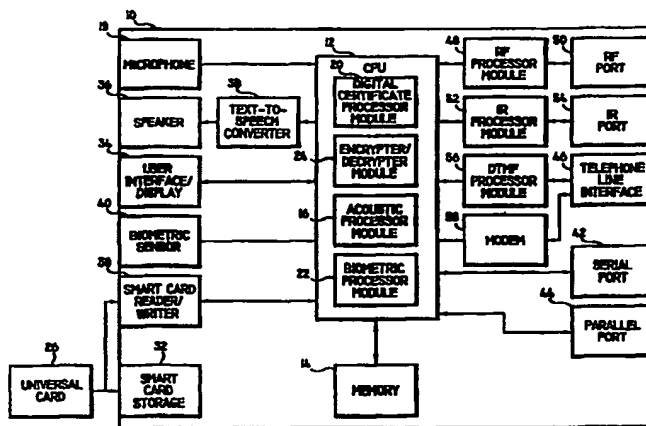 10
18
MICROPHONE
36
SPEAKER
38
TEXT-TO-
SPEECH
CONVERTER
34
USER
INTERFACE/
DISPLAY
40
BIOMETRIC
SENSOR
SMART CARD
READER/
WRITER
26
UNIVERSAL
CARD
32
SMART
CARD
STORAGE
12
CPU
20
DIGITAL
CERTIFICATE
PROCESSOR
MODULE
24
ENCRYPTER/
DECRYPTER
MODULE
16
ACOUSTIC
PROCESSOR
MODULE
22
BIOMETRIC
PROCESSOR
MODULE
14
MEMORY
48
RF
PROCESSOR
MODULE
50
RF
PORT
52
IR
PROCESSOR
MODULE
54
IR
PORT
56
DTMF
PROCESSOR
MODULE
46
TELEPHONE
LINE
INTERFACE
MODEM
42
SERIAL
PORT
44
PARALLEL
PORT